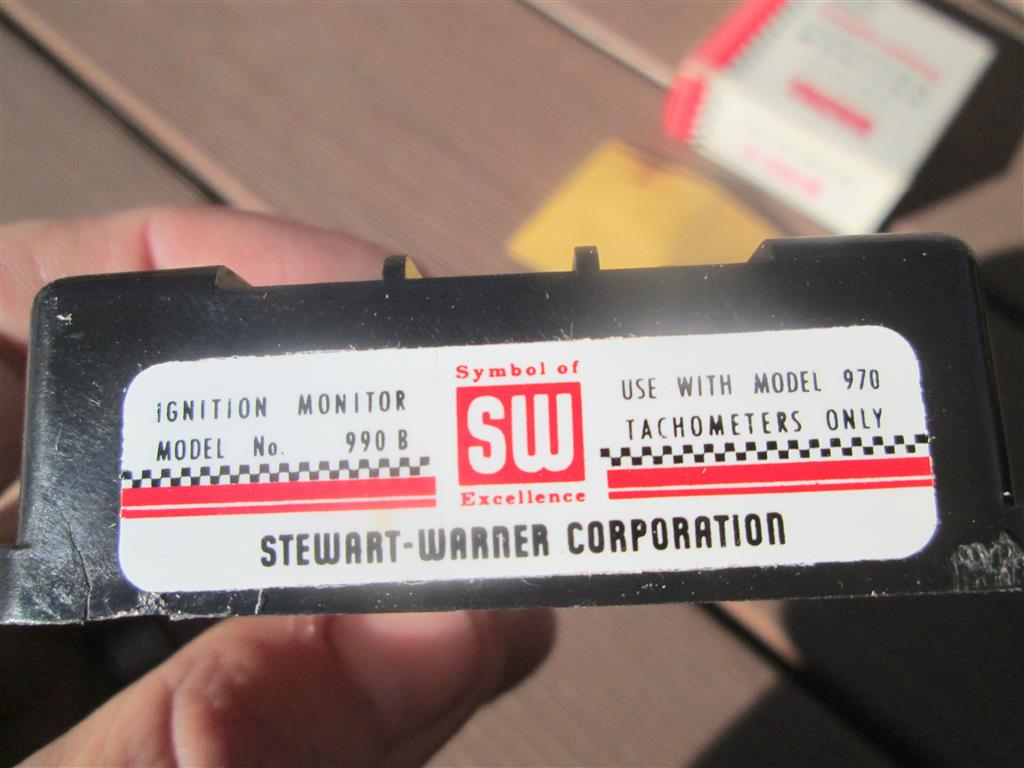 IGNITION MONITOR
MODEL No. 990 B
Symbol of
SW
Excellence
USE WITH MODEL 970
TACHOMETERS ONLY
STEWART-WARNER CORPORATION